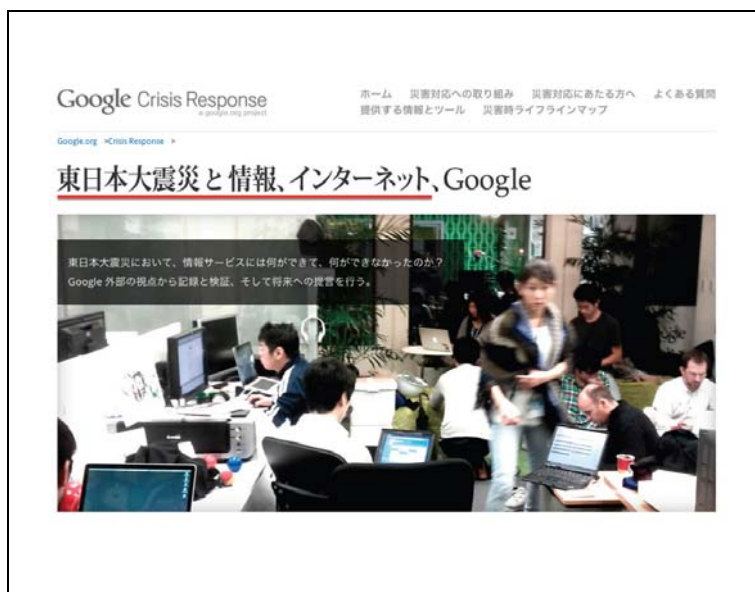 Google Crisis Response
a google.org project
ホーム 災害対応への取り組み 災害対応にあたる方へ よくある質問
提供する情報とツール 災害時ライフラインマップ
Google.org >Crisis Response >
東日本大震災と情報、インターネット、Google
東日本大震災において、情報サービスには何ができて、何ができなかったのか?
Google 外部の視点から記録と検証、そして将来への提言を行う。